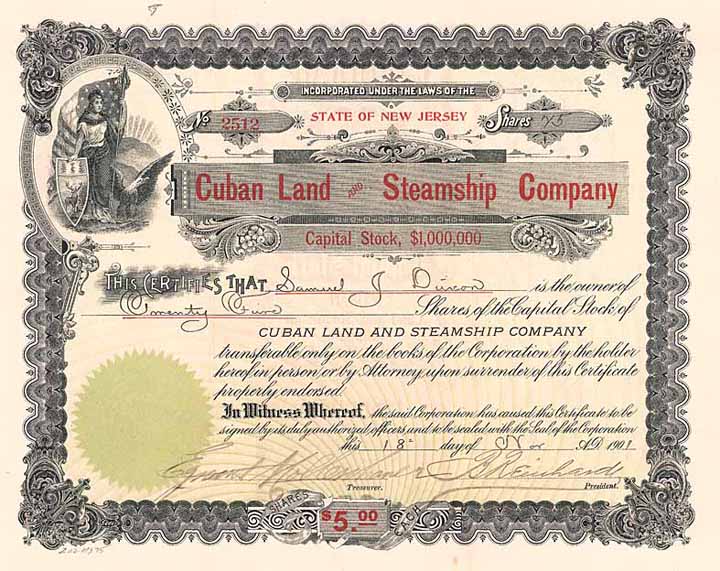 INCORPORATED UNDER THE LAWS OF THE
STATE OF NEW JERSEY
No. 2512
Shares 25
Cuban Land AND Steamship Company
Capital Stock, $1,000,000
THIS CERTIFIES THAT Samuel J is the owner of
Shares of the Capital Stock of
CUBAN LAND AND STEAMSHIP COMPANY
transferable only on the books of the Corporation by the holder
hereof in person or by Attorney upon surrender of this Certificate
properly endorsed.
In Witness Whereof, the said Corporation has caused this Certificate to be
signed by its duly authorized officers and to be sealed with the Seal of the Corporation
this 18 day of Nov A.D. 1901
Treasurer. President.
SHARES $5.00 EACH